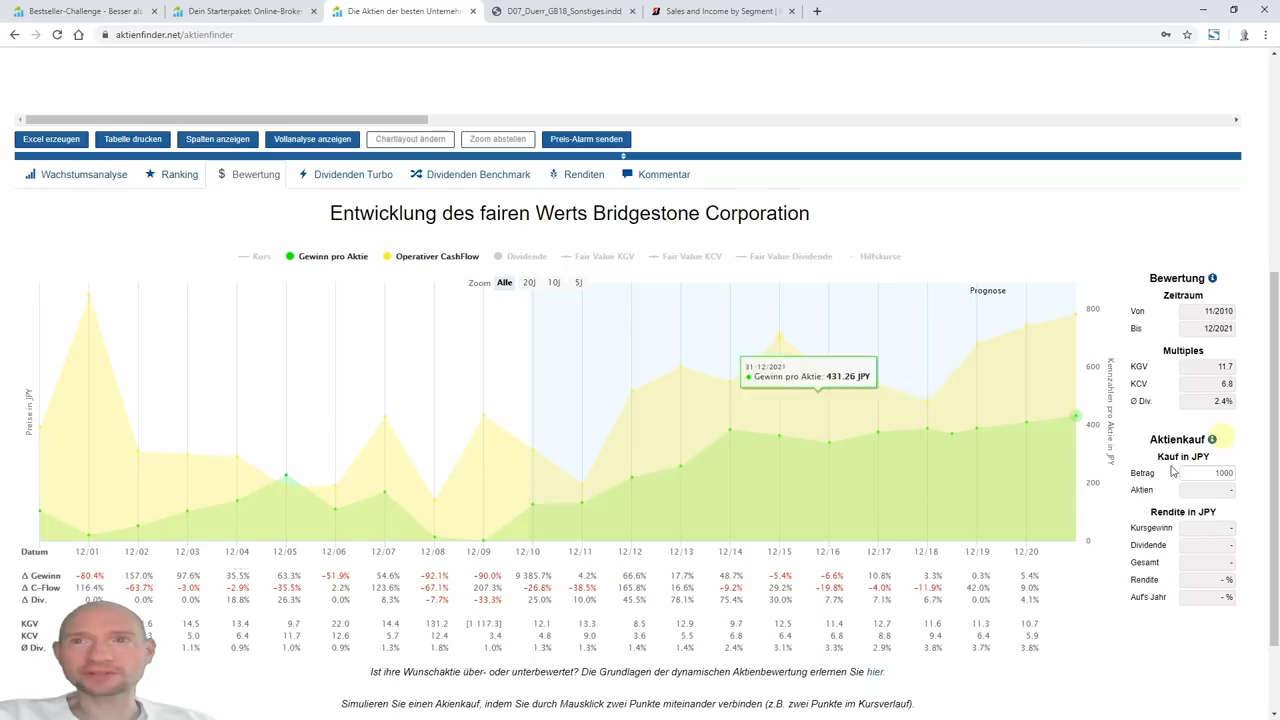 Bestseller-Challenge - Besser als
Dein Starterpaket: Online-Broke
Die Aktien der besten Unterneh
D07_Duerr_GB18_Sonstiges.indd
Sales and Income by Segment |
aktienfinder.net/aktienfinder
Excel erzeugen Tabelle drucken Spalten anzeigen Vollanalyse anzeigen Chartlayout ändern Zoom abstellen Preis-Alarm senden
Wachstumsanalyse Ranking Bewertung Dividenden Turbo Dividenden Benchmark Renditen Kommentar
Entwicklung des fairen Werts Bridgestone Corporation
Kurs Gewinn pro Aktie Operativer CashFlow Dividende Fair Value KGV Fair Value KCV Fair Value Dividende Hilfskurse
Zoom Alle 20J 10J 5J
Prognose
800
600
400
200
0
Preise in JPY
Kennzahlen pro Aktie in JPY
31/12/2021
Gewinn pro Aktie: 431.26 JPY
Datum 12/01 12/02 12/03 12/04 12/05 12/06 12/07 12/08 12/09 12/10 12/11 12/12 12/13 12/14 12/15 12/16 12/17 12/18 12/19 12/20
Δ Gewinn -80.4% 157.0% 97.6% 35.5% 63.3% -51.9% 54.6% -92.1% -90.0% 9 385.7% 4.2% 66.6% 17.7% 48.7% -5.4% -6.6% 10.8% 3.3% 0.3% 5.4%
Δ C-Flow 116.4% -63.7% -3.0% -2.9% -35.5% 2.2% 123.6% -67.1% 207.3% -26.8% -38.5% 165.8% 16.6% -9.2% 29.2% -19.8% -4.0% -11.9% 42.0% 9.0%
Δ Div. 0.0% 0.0% 0.0% 18.8% 26.3% 0.0% 8.3% -7.7% -33.3% 25.0% 10.0% 45.5% 78.1% 75.4% 30.0% 7.7% 7.1% 6.7% 0.0% 4.1%
KGV 14.5 13.4 9.7 22.0 14.4 131.2 [1 117.3] 12.1 13.3 8.5 12.9 9.7 12.5 11.4 12.7 11.6 11.3 10.7
KCV 5.0 6.4 11.7 12.6 5.7 12.4 3.4 4.8 9.0 3.6 5.5 6.8 6.4 6.8 8.8 9.4 6.4 5.9
Ø Div. 1.1% 0.9% 1.0% 0.9% 1.3% 1.8% 1.0% 1.3% 1.3% 1.4% 1.4% 2.4% 3.1% 3.3% 2.9% 3.8% 3.7% 3.8%
Ist ihre Wunschaktie über- oder unterbewertet? Die Grundlagen der dynamischen Aktienbewertung erlernen Sie hier.
Simulieren Sie einen Akienkauf, indem Sie durch Mausklick zwei Punkte miteinander verbinden (z.B. zwei Punkte im Kursverlauf).
Bewertung
Zeitraum
Von 11/2010
Bis 12/2021
Multiples
KGV 11.7
KCV 6.8
Ø Div. 2.4%
Aktienkauf
Kauf in JPY
Betrag 1000
Aktien -
Rendite in JPY
Kursgewinn -
Dividende -
Gesamt -
Rendite - %
Auf's Jahr - %